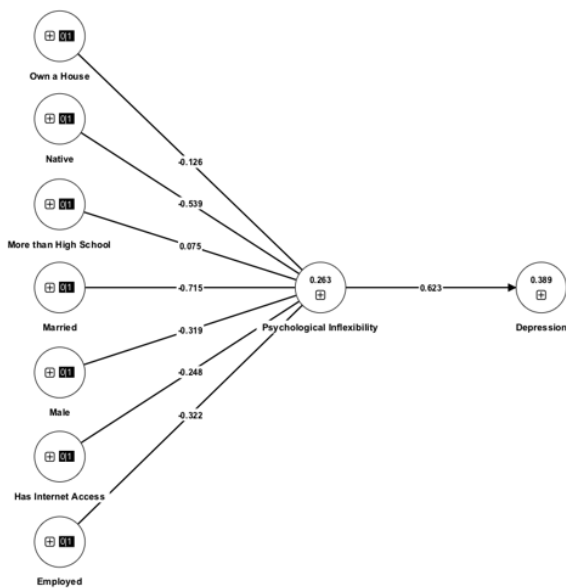 0|1
Own a House
0|1
Native
0|1
More than High School
0|1
Married
0|1
Male
0|1
Has Internet Access
0|1
Employed
-0.126
-0.539
0.075
-0.715
-0.319
-0.248
-0.322
0.263
Psychological Inflexibility
0.623
0.389
Depression